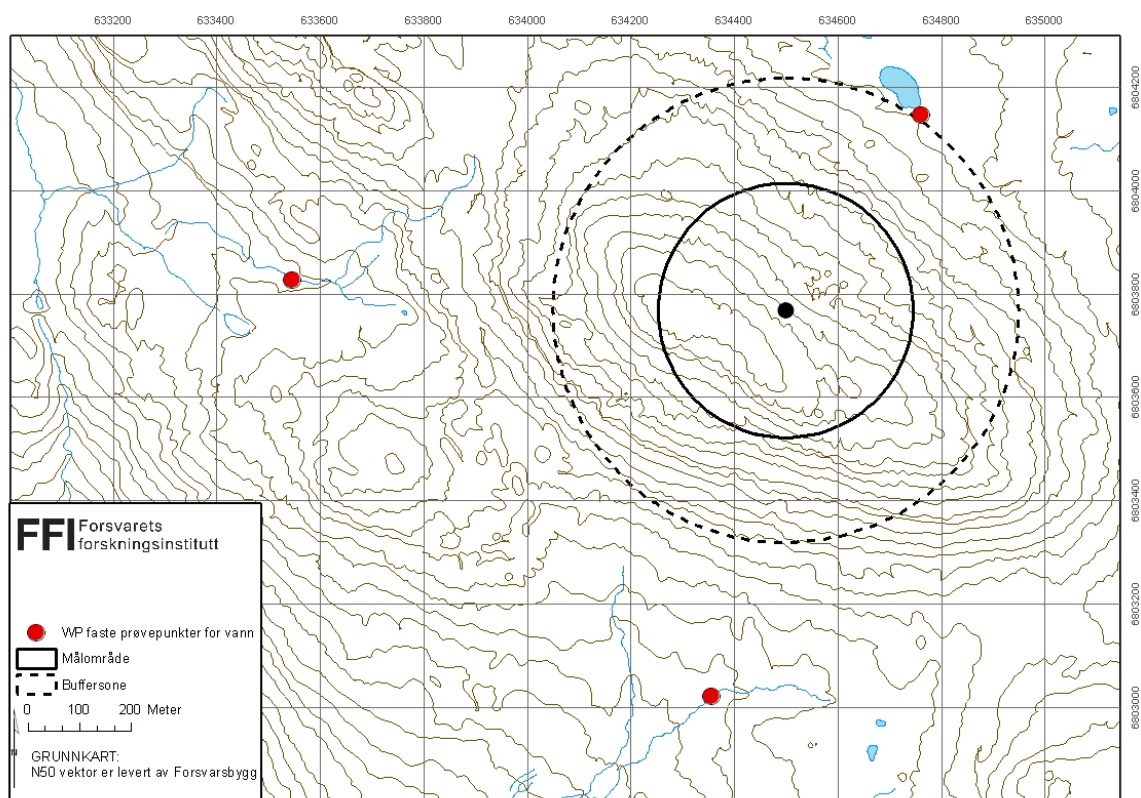 633200 633400 633600 633800 634000 634200 634400 634600 634800 635000
6804200
6804000
6803800
6803600
6803400
6803200
6803000
FFI Forsvarets
forskningsinstitutt
WP faste prøvepunkter for vann
Målområde
Buffersone
0 100 200 Meter
GRUNNKART:
N50 vektor er levert av Forsvarsbygg